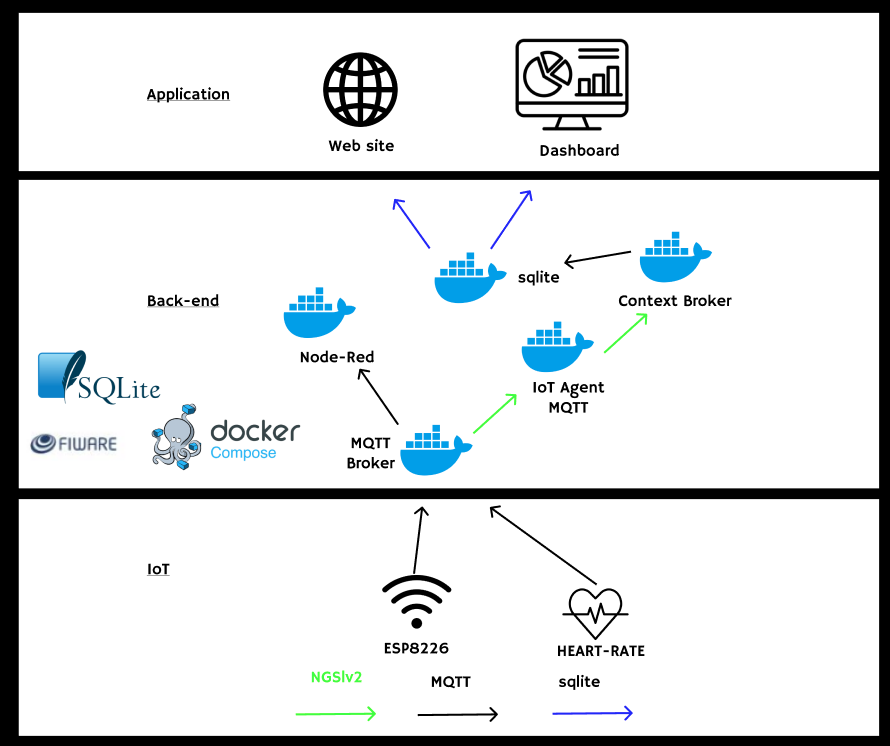 Application
Web site
Dashboard
Back-end
sqlite
Context Broker
Node-Red
IoT Agent
MQTT
SQLite
FIWARE
docker
Compose
MQTT
Broker
IoT
ESP8226
HEART-RATE
NGSlv2
MQTT
sqlite